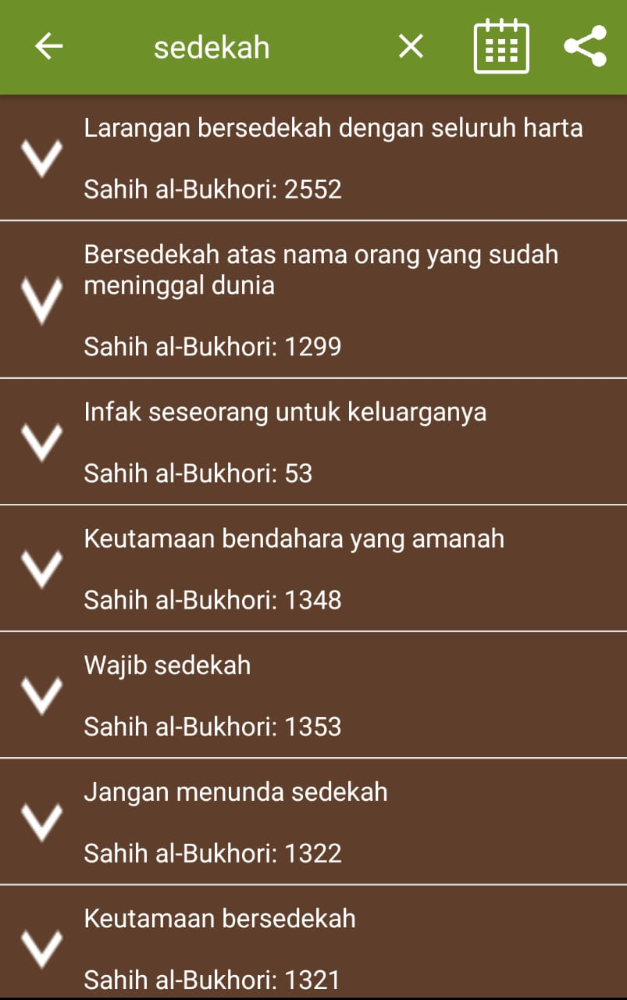 sedekah
Larangan bersedekah dengan seluruh harta
Sahih al-Bukhori: 2552
Bersedekah atas nama orang yang sudah
meninggal dunia
Sahih al-Bukhori: 1299
Infak seseorang untuk keluarganya
Sahih al-Bukhori: 53
Keutamaan bendahara yang amanah
Sahih al-Bukhori: 1348
Wajib sedekah
Sahih al-Bukhori: 1353
Jangan menunda sedekah
Sahih al-Bukhori: 1322
Keutamaan bersedekah
Sahih al-Bukhori: 1321